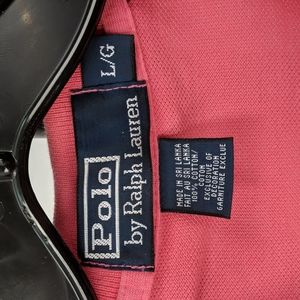 L/G
Polo
by Ralph Lauren
MADE IN SRI LANKA
FAIT AU SRI LANKA
100% COTTON/
COTON
EXCLUSIVE OF
DECORATION
GARNITURE EXCLUE